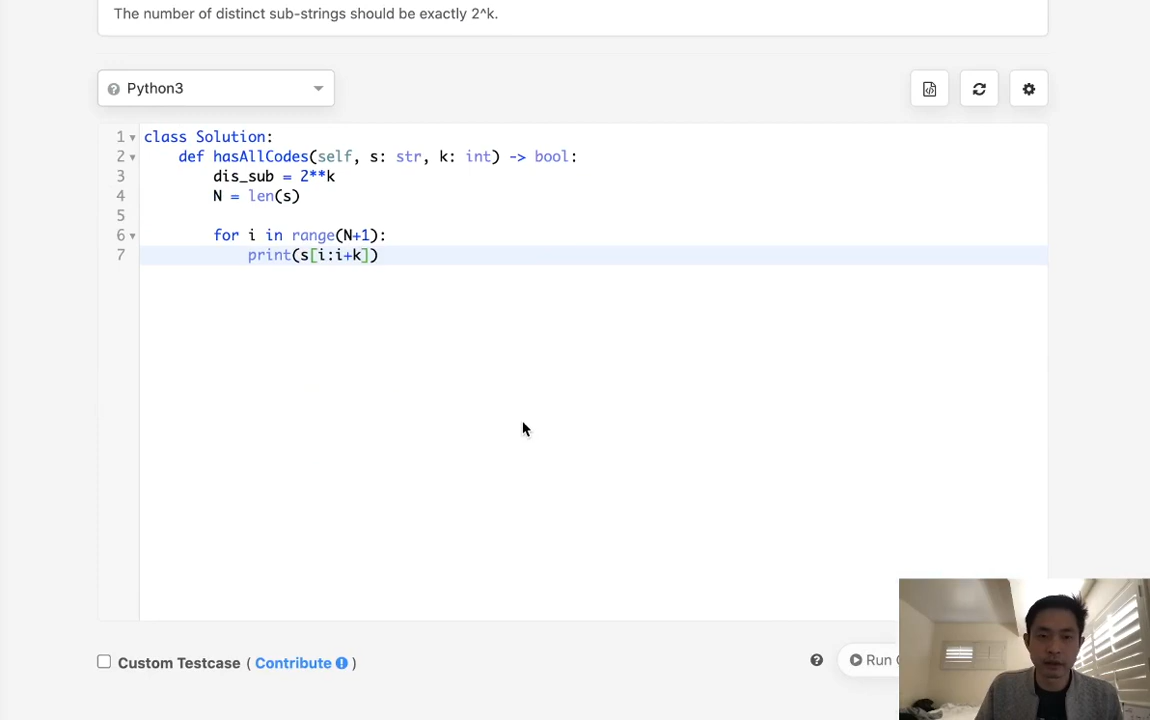 The number of distinct sub-strings should be exactly 2^k.
Python3
1 class Solution:
2 def hasAllCodes(self, s: str, k: int) -> bool:
3 dis_sub = 2**k
4 N = len(s)
5
6 for i in range(N+1):
7 print(s[i:i+k])
Custom Testcase ( Contribute )
Run